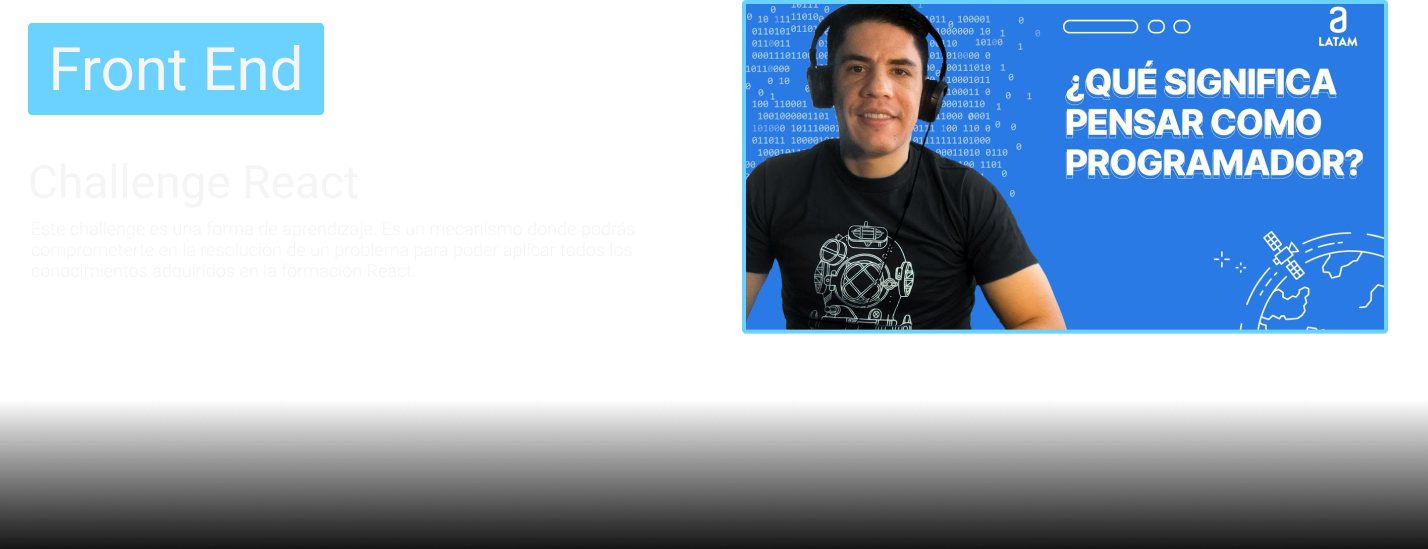 Front End
Challenge React
Este challenge es una forma de aprendizaje. Es un mecanismo donde podrás
comprometerte en la resolución de un problema para poder aplicar todos los
conocimientos adquiridos en la formación React.
a
LATAM
¿QUÉ SIGNIFICA
PENSAR COMO
PROGRAMADOR?